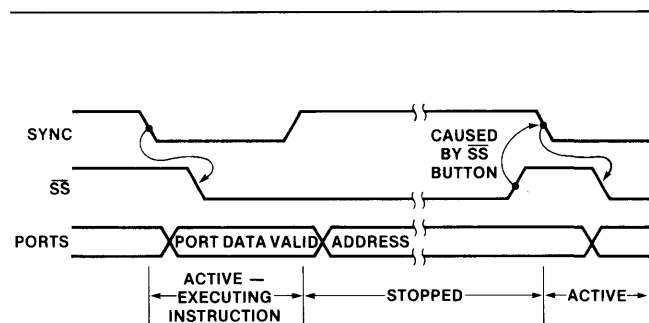 SYNC
CAUSED
BY SS
BUTTON
SS
PORTS
PORT DATA VALID
ADDRESS
ACTIVE —
EXECUTING
INSTRUCTION
STOPPED
ACTIVE